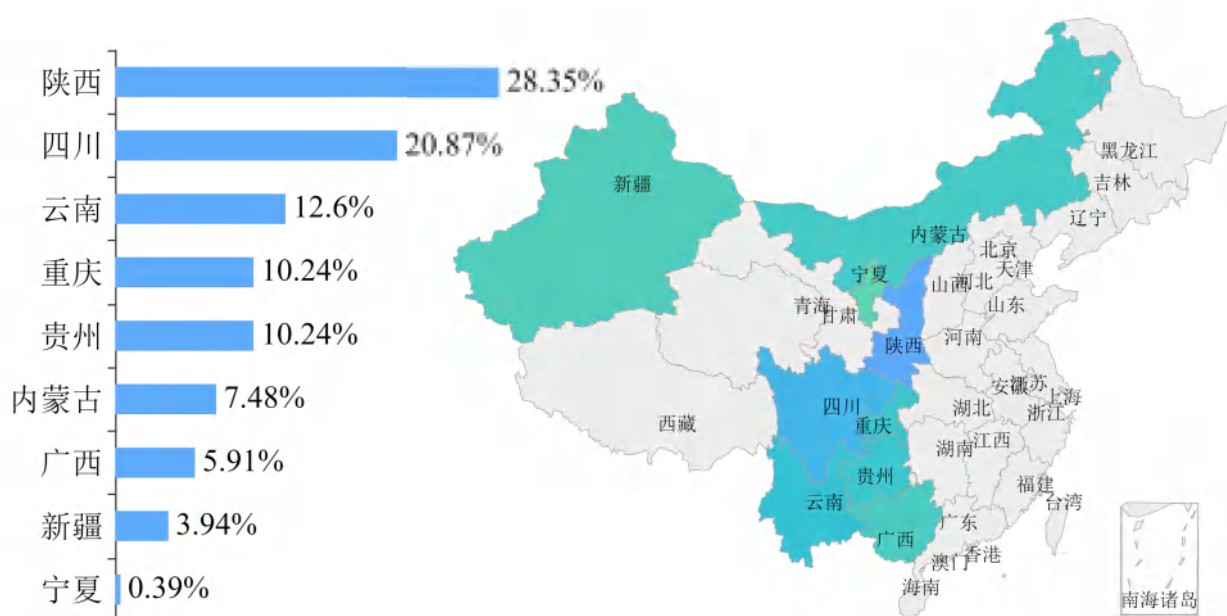 陕西 28.35%
四川 20.87%
云南 12.6%
重庆 10.24%
贵州 10.24%
内蒙古 7.48%
广西 5.91%
新疆 3.94%
宁夏 0.39%
黑龙江
吉林
新疆
辽宁
内蒙古
北京
天津
宁夏
河北
山西
青海
甘肃
山东
河南
陕西
江苏
安徽
上海
四川
湖北
浙江
重庆
西藏
湖南
江西
贵州
福建
云南
台湾
广东
广西
香港
澳门
海南
南海诸岛